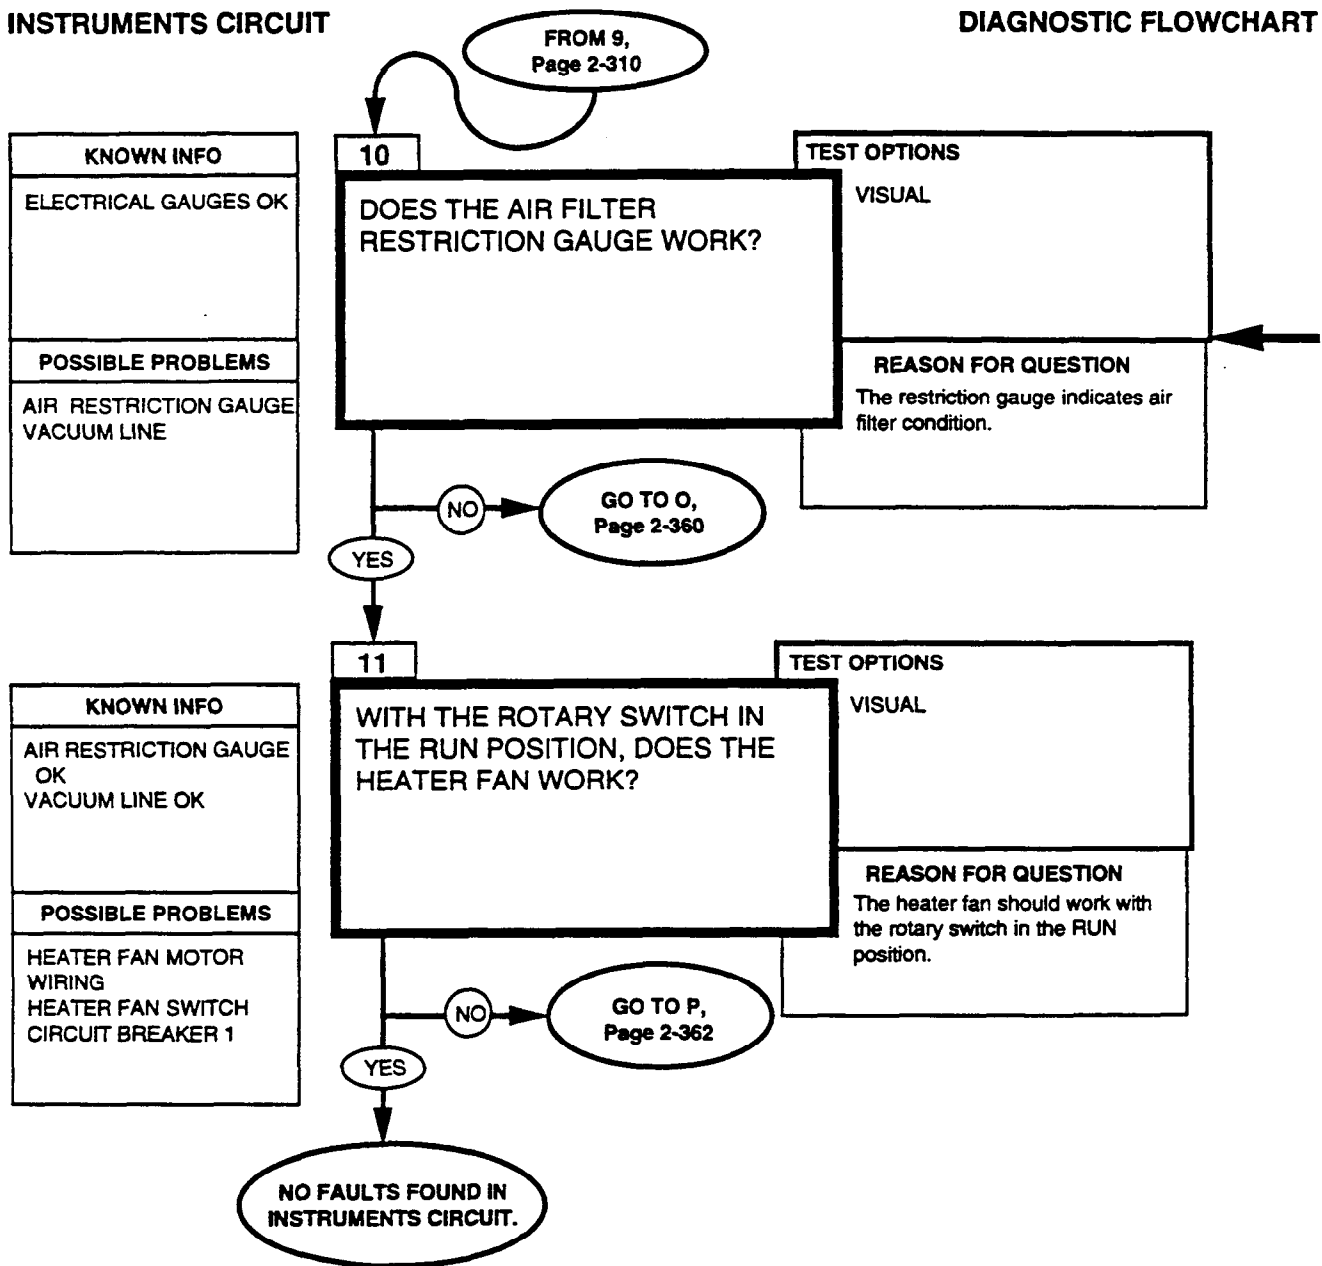 INSTRUMENTS CIRCUIT
DIAGNOSTIC FLOWCHART
FROM 9,
Page 2-310
KNOWN INFO
ELECTRICAL GAUGES OK
POSSIBLE PROBLEMS
AIR RESTRICTION GAUGE
VACUUM LINE
10
DOES THE AIR FILTER
RESTRICTION GAUGE WORK?
TEST OPTIONS
VISUAL
REASON FOR QUESTION
The restriction gauge indicates air
filter condition.
NO
GO TO O,
Page 2-360
YES
KNOWN INFO
AIR RESTRICTION GAUGE
OK
VACUUM LINE OK
POSSIBLE PROBLEMS
HEATER FAN MOTOR
WIRING
HEATER FAN SWITCH
CIRCUIT BREAKER 1
11
WITH THE ROTARY SWITCH IN
THE RUN POSITION, DOES THE
HEATER FAN WORK?
TEST OPTIONS
VISUAL
REASON FOR QUESTION
The heater fan should work with
the rotary switch in the RUN
position.
NO
GO TO P,
Page 2-362
YES
NO FAULTS FOUND IN
INSTRUMENTS CIRCUIT.